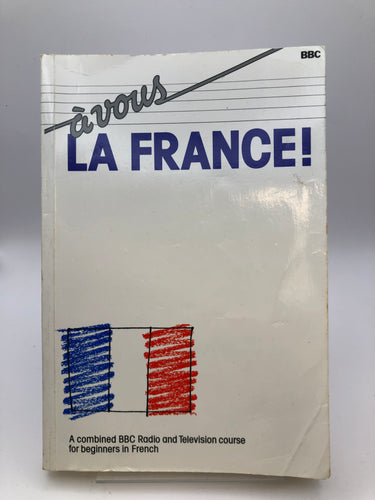 BBC
à vous
LA FRANCE!
A combined BBC Radio and Television course
for beginners in French